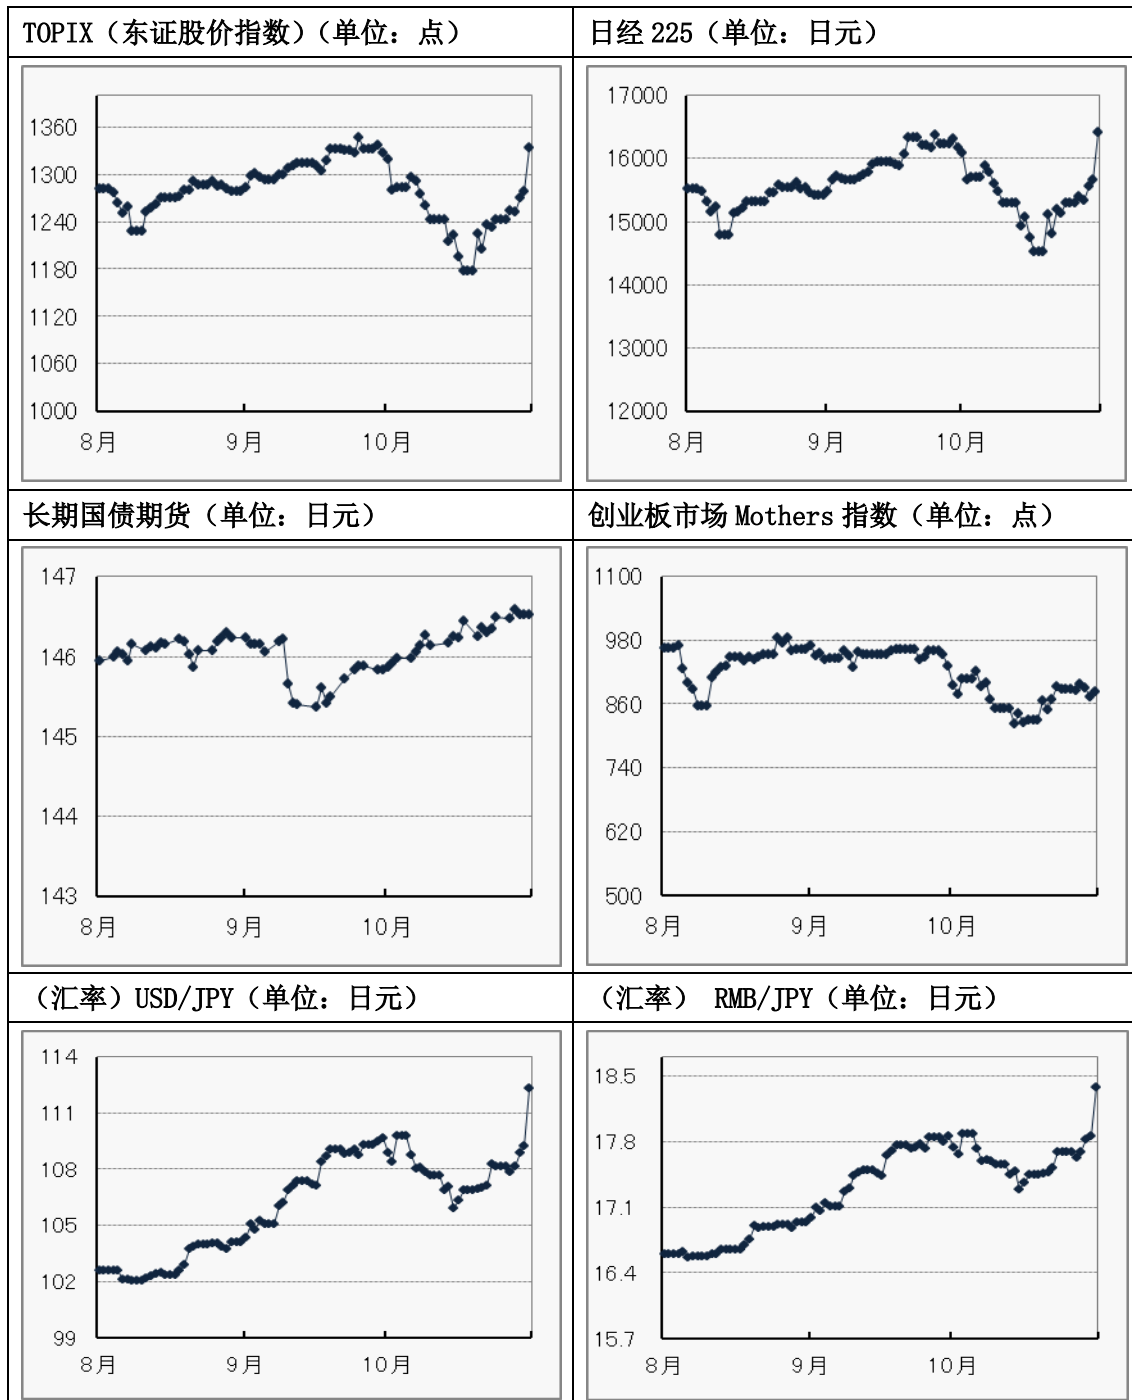 TOPIX（东证股价指数）（单位：点）
日经 225（单位：日元）
1360
1300
1240
1180
1120
1060
1000
8月 9月 10月
17000
16000
15000
14000
13000
12000
8月 9月 10月
长期国债期货（单位：日元）
创业板市场 Mothers 指数（单位：点）
147
146
145
144
143
8月 9月 10月
1100
980
860
740
620
500
8月 9月 10月
（汇率）USD/JPY（单位：日元）
（汇率） RMB/JPY（单位：日元）
114
111
108
105
102
99
8月 9月 10月
18.5
17.8
17.1
16.4
15.7
8月 9月 10月